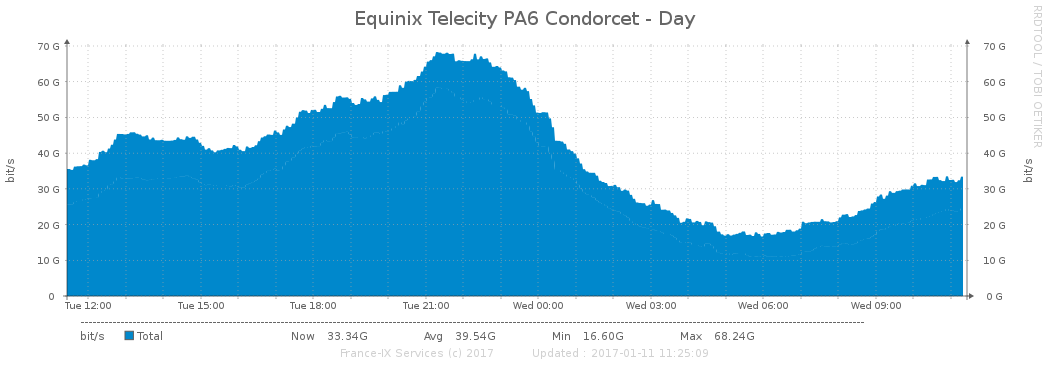 Equinix Telecity PA6 Condorcet - Day
RRDTOOL / TOBI OETIKER
bit/s
bit/s
70 G 70 G
60 G 60 G
50 G 50 G
40 G 40 G
30 G 30 G
20 G 20 G
10 G 10 G
0 0 G
Tue 12:00 Tue 15:00 Tue 18:00 Tue 21:00 Wed 00:00 Wed 03:00 Wed 06:00 Wed 09:00
bit/s Total Now 33.34G Avg 39.54G Min 16.60G Max 68.24G
France-IX Services (c) 2017 Updated : 2017-01-11 11:25:09